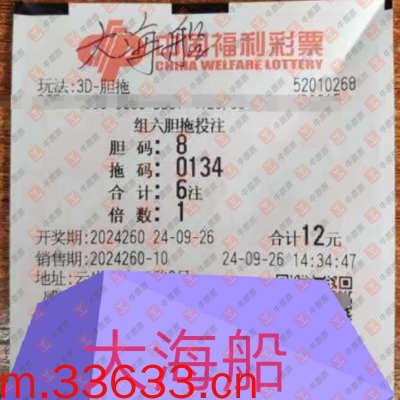 大海船
中国福利彩票
CHINA WELFARE LOTTERY
玩法:3D-胆拖 52010268
组六胆拖投注
胆 码: 8
拖 码: 0134
合 计: 6注
倍 数: 1
开奖期:2024260 24-09-26 合计12元
销售期:2024260-10 24-09-26 14:34:47
地址:云
大海船
m.33633.cn